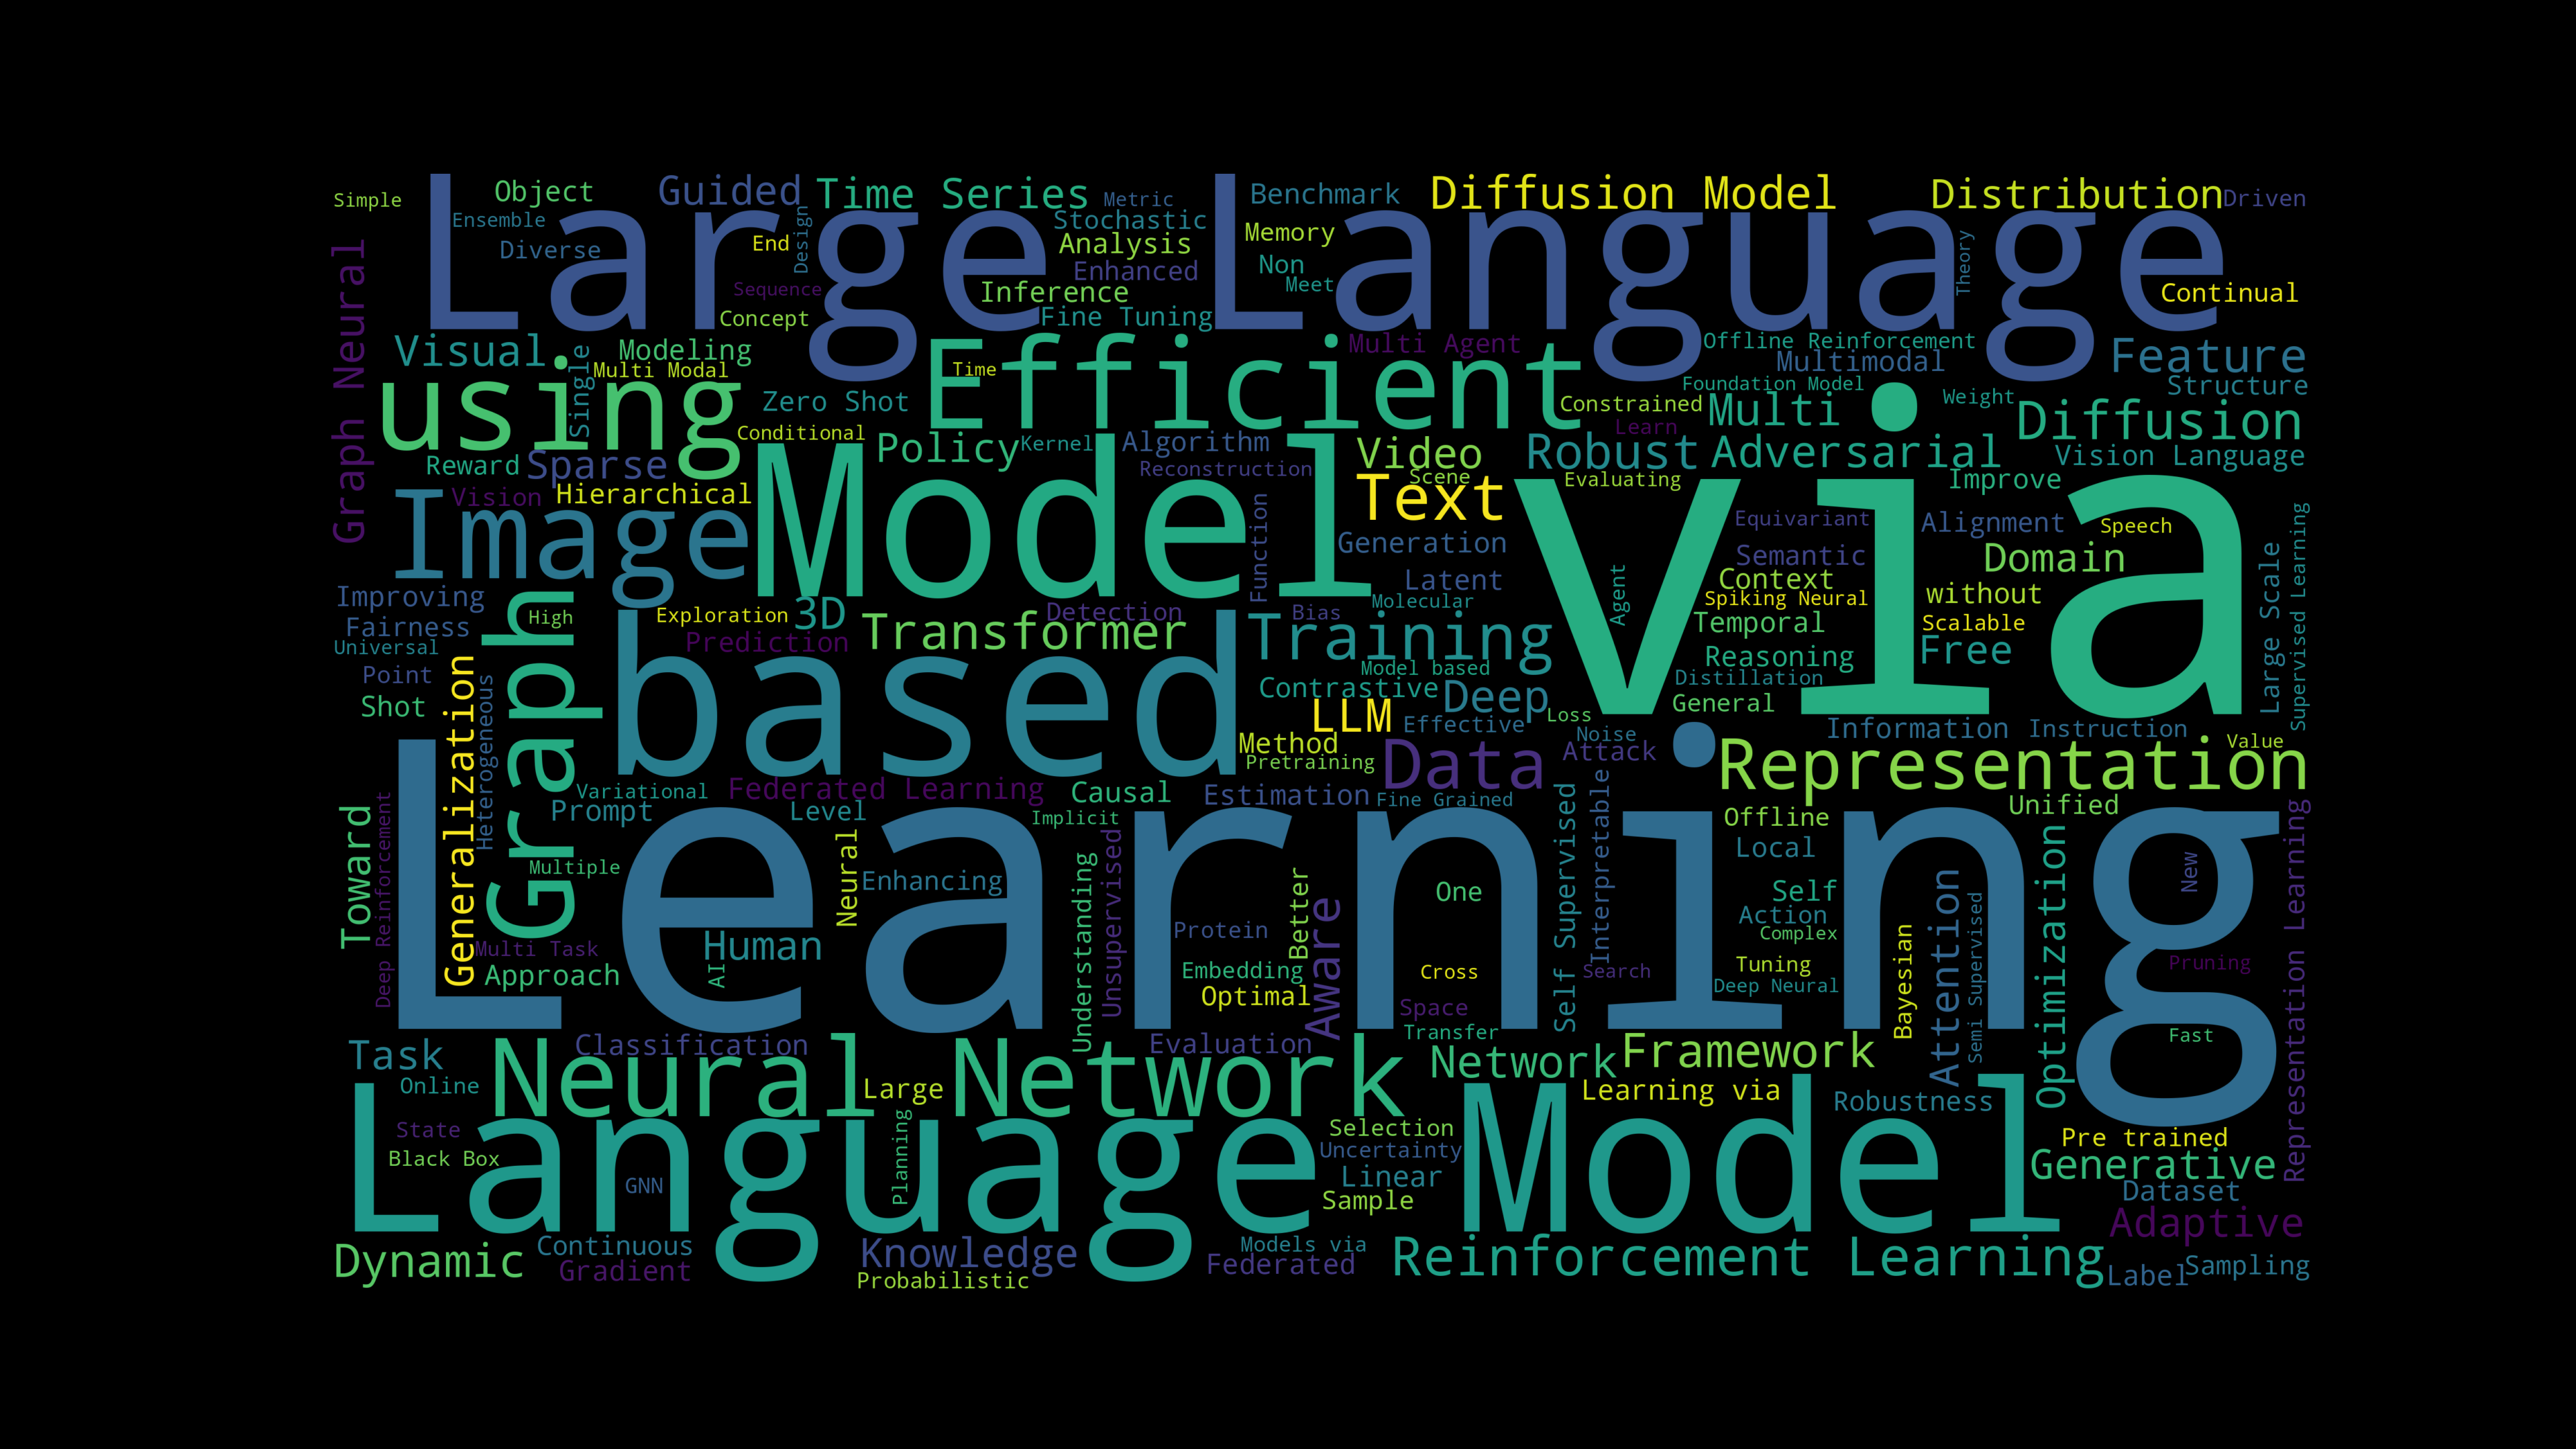 Simple
Object
Guided
Time Series
Metric
Benchmark
Diffusion Model
Distribution
Driven
Ensemble
Stochastic
Large Language
Diverse
End
Design
Analysis
Memory
Theory
Enhanced
Non
Meet
Sequence
Inference
Continual
Concept
Fine Tuning
Graph Neural
Visual
Modeling
Multi Agent
Offline Reinforcement
Multimodal
Feature
Single
Multi Modal
Time
Efficient
Foundation Model
Structure
using
Zero Shot
Constrained
Multi
Weight
Diffusion
Conditional
Policy
Kernel
Algorithm
Learn
Reward
Sparse
Reconstruction
Video
Scene
Robust
Adversarial
Vision Language
Vision
Hierarchical
Text
Evaluating
Improve
Image
Model
Function
Generation
via
Equivariant
Alignment
Speech
Semantic
Domain
Improving
Latent
Context
without
Large Scale
Supervised Learning
Fairness
High
Exploration
3D
Detection
Bias
Molecular
Agent
Spiking Neural
Scalable
Universal
Prediction
Transformer
Training
Temporal
Free
Point
Model based
Reasoning
Shot
Generalization
Heterogeneous
Graph
based
Contrastive
Deep
Distillation
General
LLM
Effective
Loss
Information
Instruction
Method
Noise
Attack
Value
Pretraining
Data
Representation
Variational
Federated Learning
Causal
Estimation
Fine Grained
Unified
Toward
Deep Reinforcement
Prompt
Level
Implicit
Self Supervised
Interpretable
Offline
Learning
Local
Optimization
Representation Learning
Multiple
Neural
Enhancing
Understanding
Unsupervised
Better
One
Self
New
Attention
Semi Supervised
Multi Task
Human
Protein
Aware
Action
Complex
Bayesian
Approach
AI
Embedding
Cross
Search
Tuning
Pruning
Optimal
Space
Deep Neural
Task
Classification
Evaluation
Transfer
Fast
Online
Neural Network
Large
Network
Framework
Learning via
Robustness
State
Planning
Selection
Pre trained
Black Box
Uncertainty
GNN
Language Model
Linear
Generative
Sample
Dataset
Adaptive
Dynamic
Continuous
Gradient
Knowledge
Probabilistic
Models via
Federated
Reinforcement Learning
Label
Sampling